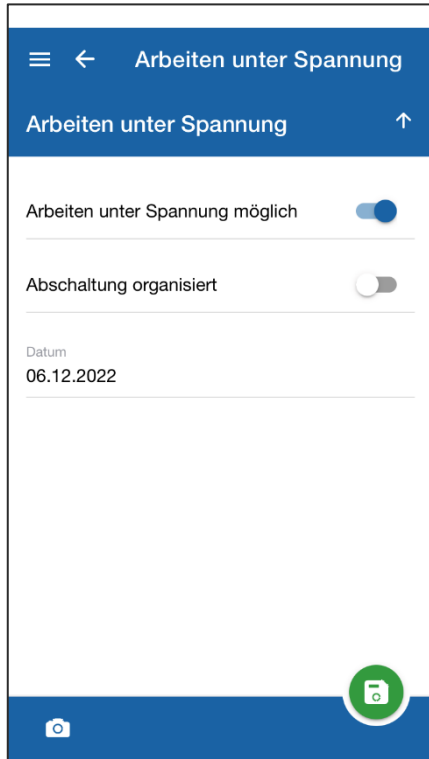 Arbeiten unter Spannung
Arbeiten unter Spannung
Arbeiten unter Spannung möglich
Abschaltung organisiert
Datum
06.12.2022